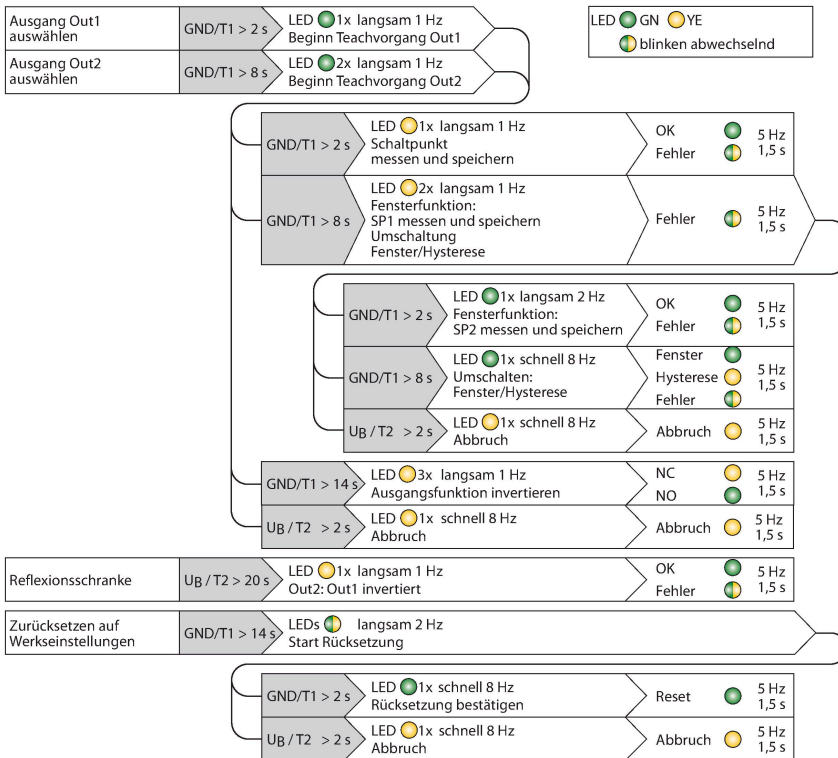 Ausgang Out1
auswählen
GND/T1 > 2 s
LED 1x langsam 1 Hz
Beginn Teachvorgang Out1
LED GN YE
blinken abwechselnd
Ausgang Out2
auswählen
GND/T1 > 8 s
LED 2x langsam 1 Hz
Beginn Teachvorgang Out2
GND/T1 > 2 s
LED 1x langsam 1 Hz
Schaltpunkt
messen und speichern
OK
Fehler
5 Hz
1,5 s
GND/T1 > 8 s
LED 2x langsam 1 Hz
Fensterfunktion:
SP1 messen und speichern
Umschaltung
Fenster/Hysterese
Fehler
5 Hz
1,5 s
GND/T1 > 2 s
LED 1x langsam 2 Hz
Fensterfunktion:
SP2 messen und speichern
OK
Fehler
5 Hz
1,5 s
GND/T1 > 8 s
LED 1x schnell 8 Hz
Umschalten:
Fenster/Hysterese
Fenster
Hysterese
Fehler
5 Hz
1,5 s
UB / T2 > 2 s
LED 1x schnell 8 Hz
Abbruch
Abbruch
5 Hz
1,5 s
GND/T1 > 14 s
LED 3x langsam 1 Hz
Ausgangsfunktion invertieren
NC
NO
5 Hz
1,5 s
UB / T2 > 2 s
LED 1x schnell 8 Hz
Abbruch
Abbruch
5 Hz
1,5 s
Reflexionsschranke
UB / T2 > 20 s
LED 1x langsam 1 Hz
Out2: Out1 invertiert
OK
Fehler
5 Hz
1,5 s
Zurücksetzen auf
Werkseinstellungen
GND/T1 > 14 s
LEDs langsam 2 Hz
Start Rücksetzung
GND/T1 > 2 s
LED 1x schnell 8 Hz
Rücksetzung bestätigen
Reset
5 Hz
1,5 s
UB / T2 > 2 s
LED 1x schnell 8 Hz
Abbruch
Abbruch
5 Hz
1,5 s